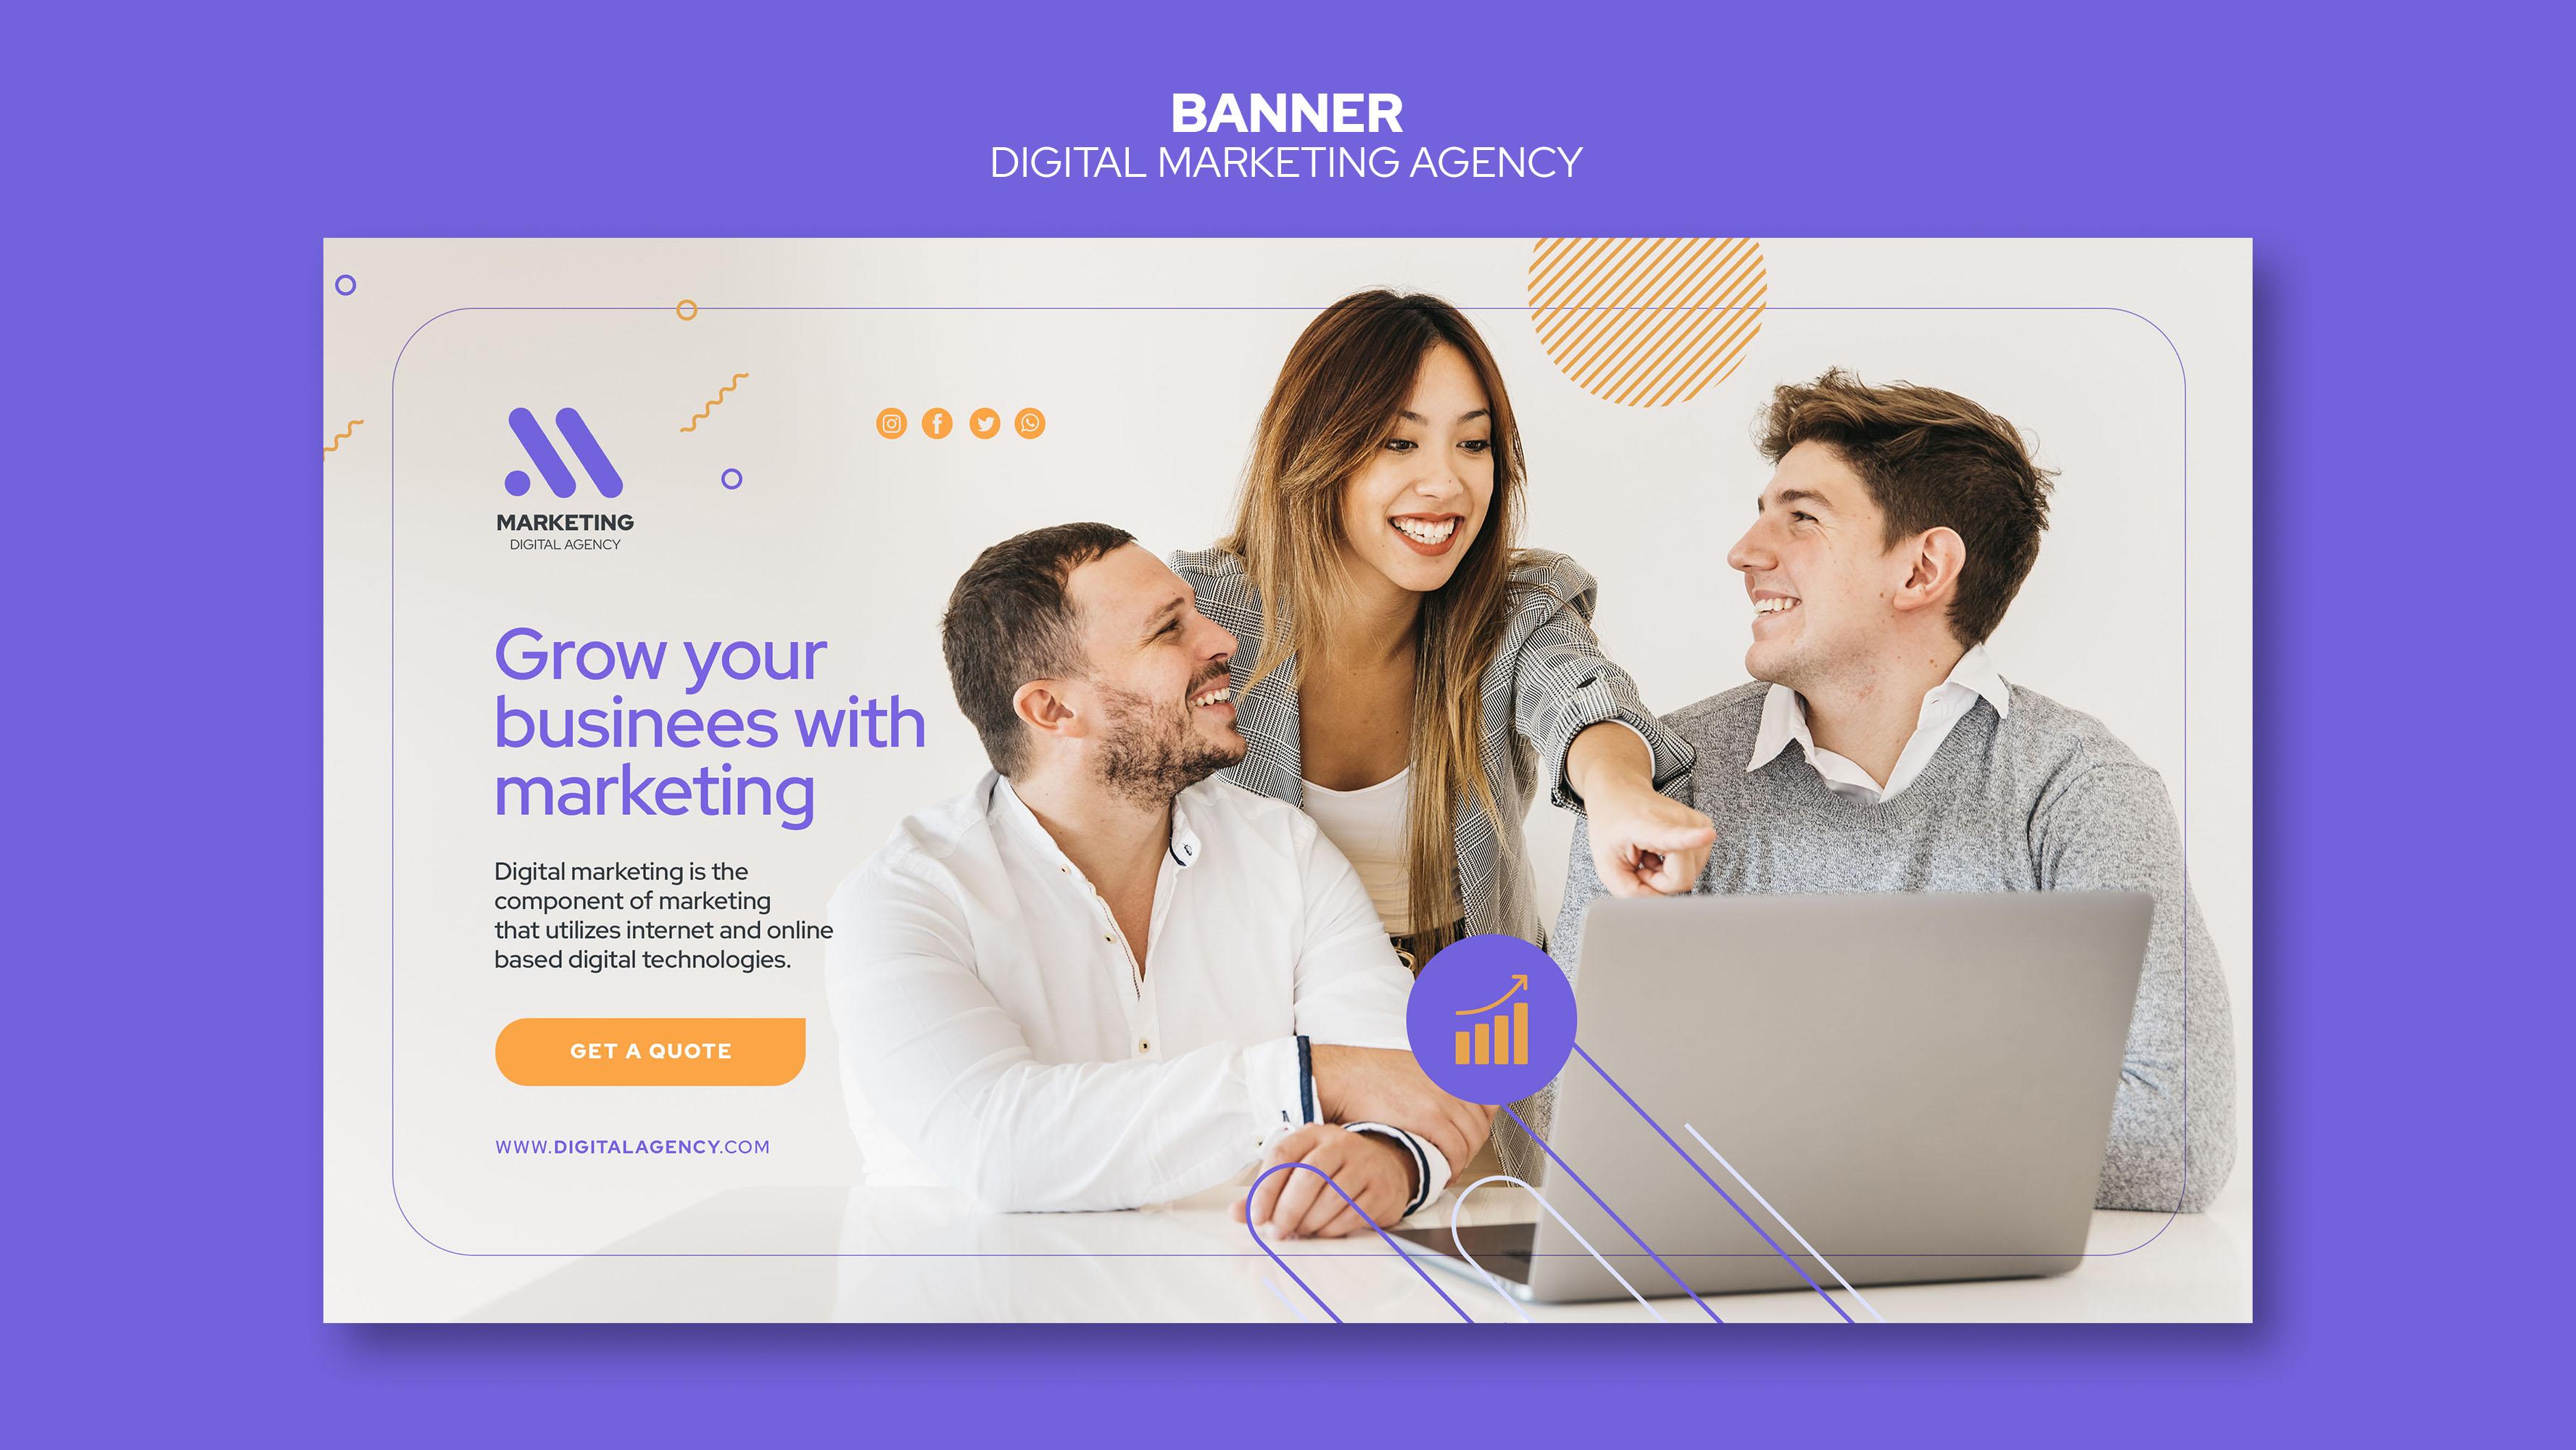 BANNER
DIGITAL MARKETING AGENCY
MARKETING
DIGITAL AGENCY
Grow your
businees with
marketing
Digital marketing is the
component of marketing
that utilizes internet and online
based digital technologies.
GET A QUOTE
WWW.DIGITALAGENCY.COM